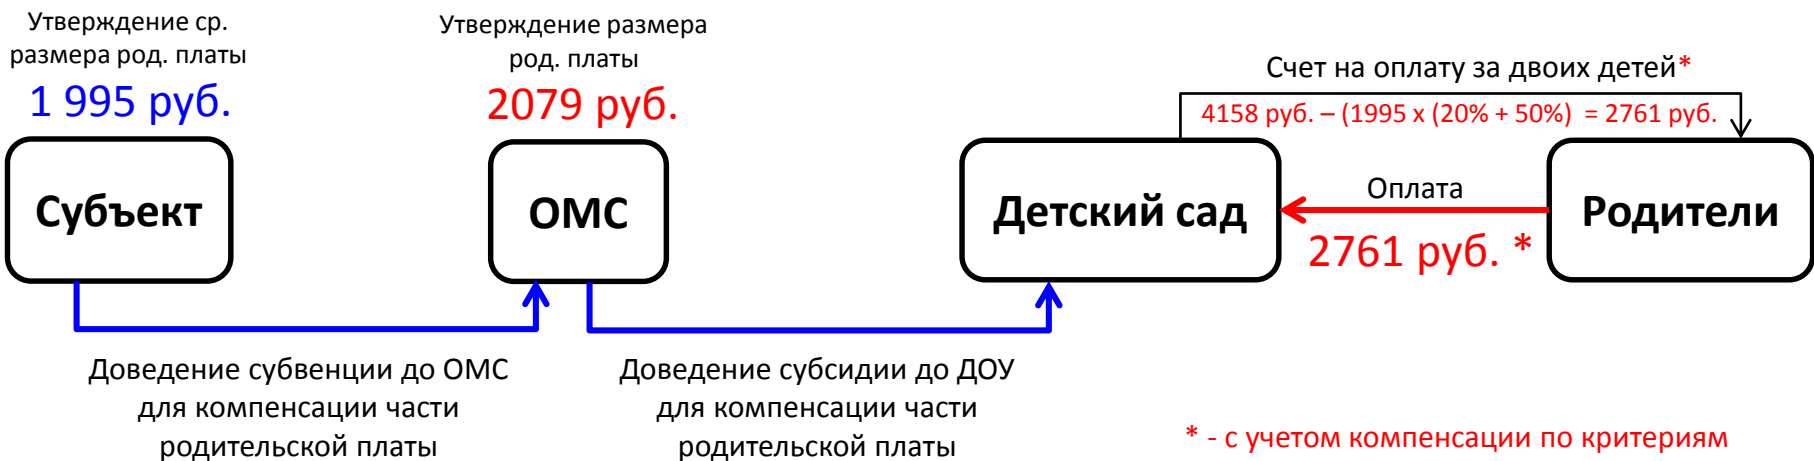 Утверждение ср.
размера род. платы
1 995 руб.
Утверждение размера
род. платы
2079 руб.
Счет на оплату за двоих детей*
4158 руб. – (1995 х (20% + 50%) = 2761 руб.
Субъект
ОМС
Детский сад
Оплата
2761 руб. *
Родители
Доведение субвенции до ОМС
для компенсации части
родительской платы
Доведение субсидии до ДОУ
для компенсации части
родительской платы
* - с учетом компенсации по критериям